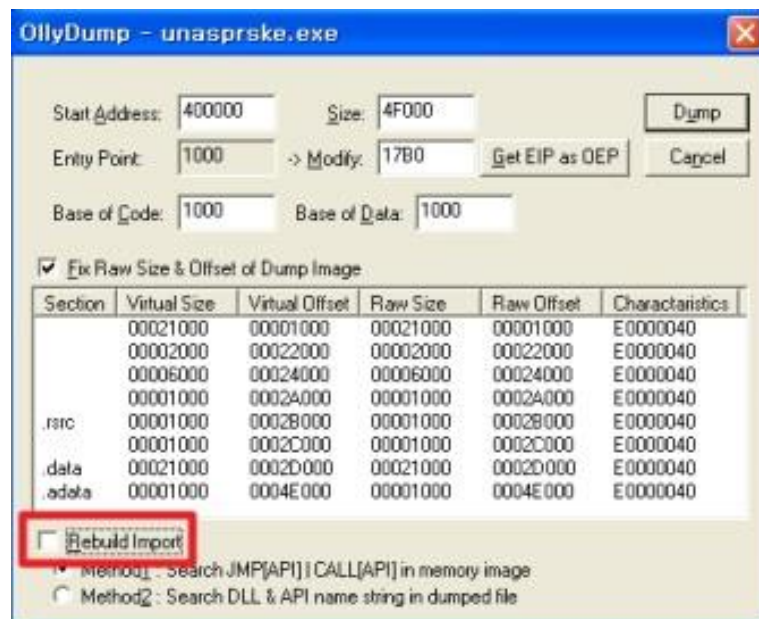 OllyDump - unasprske.exe
Start Address: 400000 Size: 4F000 Dump
Entry Point: 1000 -> Modify: 17B0 Get EIP as OEP Cancel
Base of Code: 1000 Base of Data: 1000
Fix Raw Size & Offset of Dump Image
Section Virtual Size Virtual Offset Raw Size Raw Offset Charactaristics
00021000 00001000 00021000 00001000 E0000040
00002000 00022000 00002000 00022000 E0000040
00006000 00024000 00006000 00024000 E0000040
00001000 0002A000 00001000 0002A000 E0000040
.rsrc 00001000 0002B000 00001000 0002B000 E0000040
00001000 0002C000 00001000 0002C000 E0000040
.data 00021000 0002D000 00021000 0002D000 E0000040
.adata 00001000 0004E000 00001000 0004E000 E0000040
Rebuild Import
Method1 : Search JMP[API] | CALL[API] in memory image
Method2 : Search DLL & API name string in dumped file